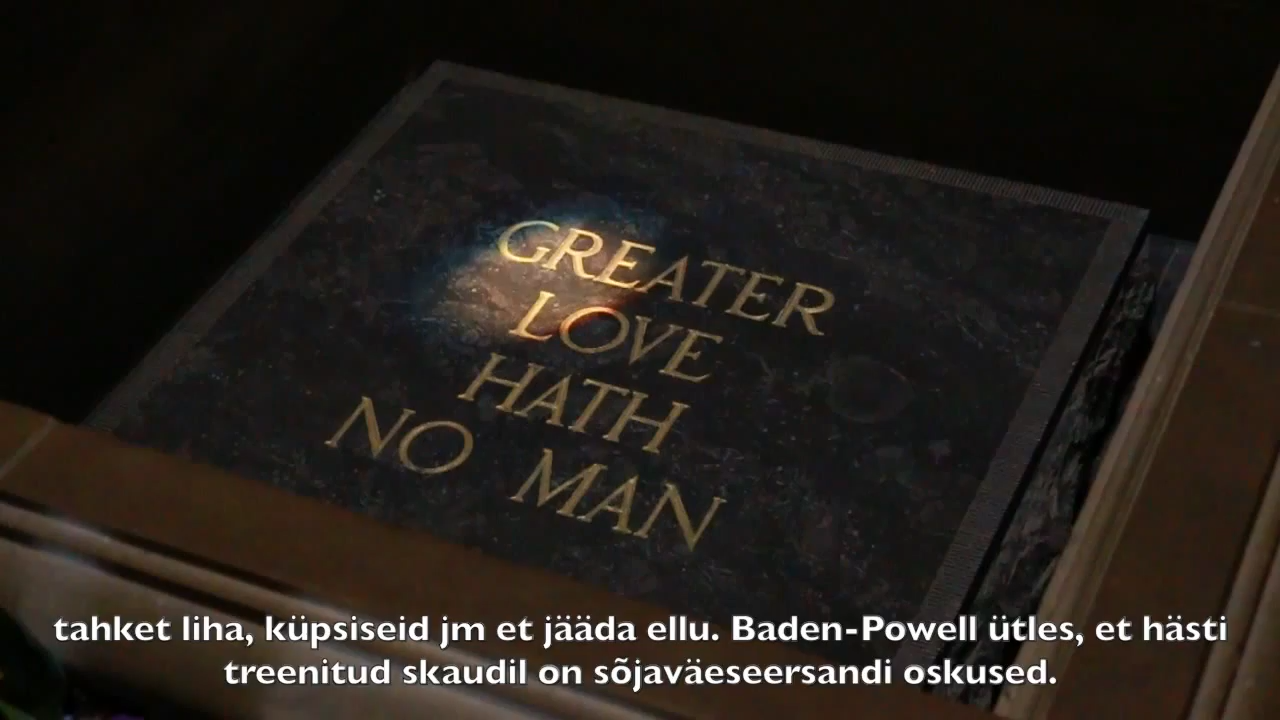 GREATER
LOVE
HATH
NO MAN
tahket liha, küpsiseid jm et jääda ellu. Baden-Powell ütles, et hästi
treenitud skaudil on sõjaväeseersandi oskused.